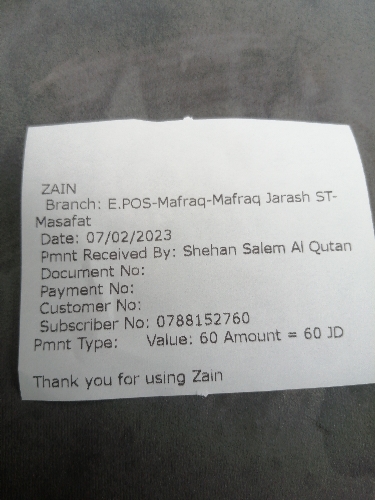 ZAIN
Branch: E.POS-Mafraq-Mafraq Jarash ST-
Masafat
Date: 07/02/2023
Pmnt Received By: Shehan Salem Al Qutan
Document No:
Payment No:
Customer No:
Subscriber No: 0788152760
Pmnt Type: Value: 60 Amount = 60 JD
Thank you for using Zain